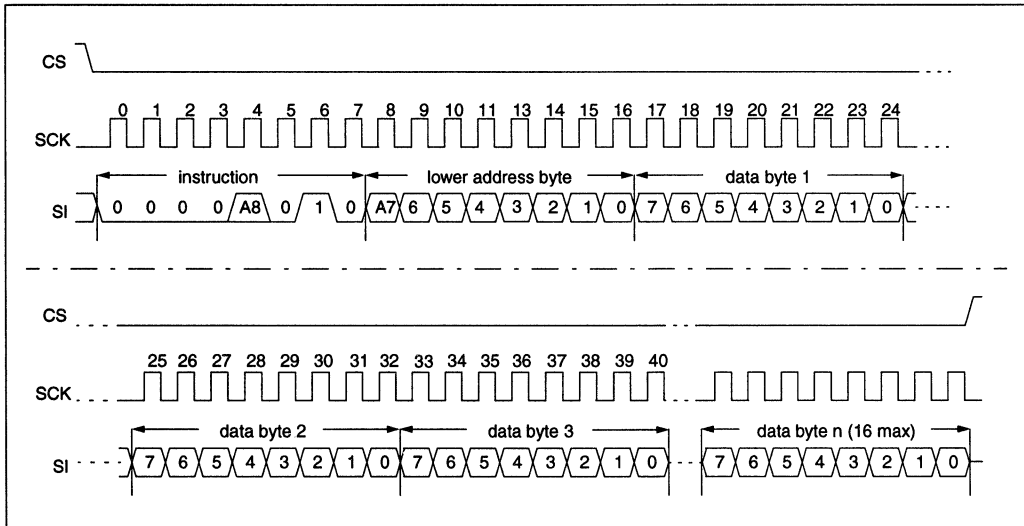 CS
0 1 2 3 4 5 6 7 8 9 10 11 13 14 15 16 17 18 19 20 21 22 23 24
SCK
instruction lower address byte data byte 1
SI 0 0 0 0 A8 0 1 0 A7 6 5 4 3 2 1 0 7 6 5 4 3 2 1 0
CS
25 26 27 28 29 30 31 32 33 34 35 36 37 38 39 40
SCK
data byte 2 data byte 3 data byte n (16 max)
SI 7 6 5 4 3 2 1 0 7 6 5 4 3 2 1 0 7 6 5 4 3 2 1 0